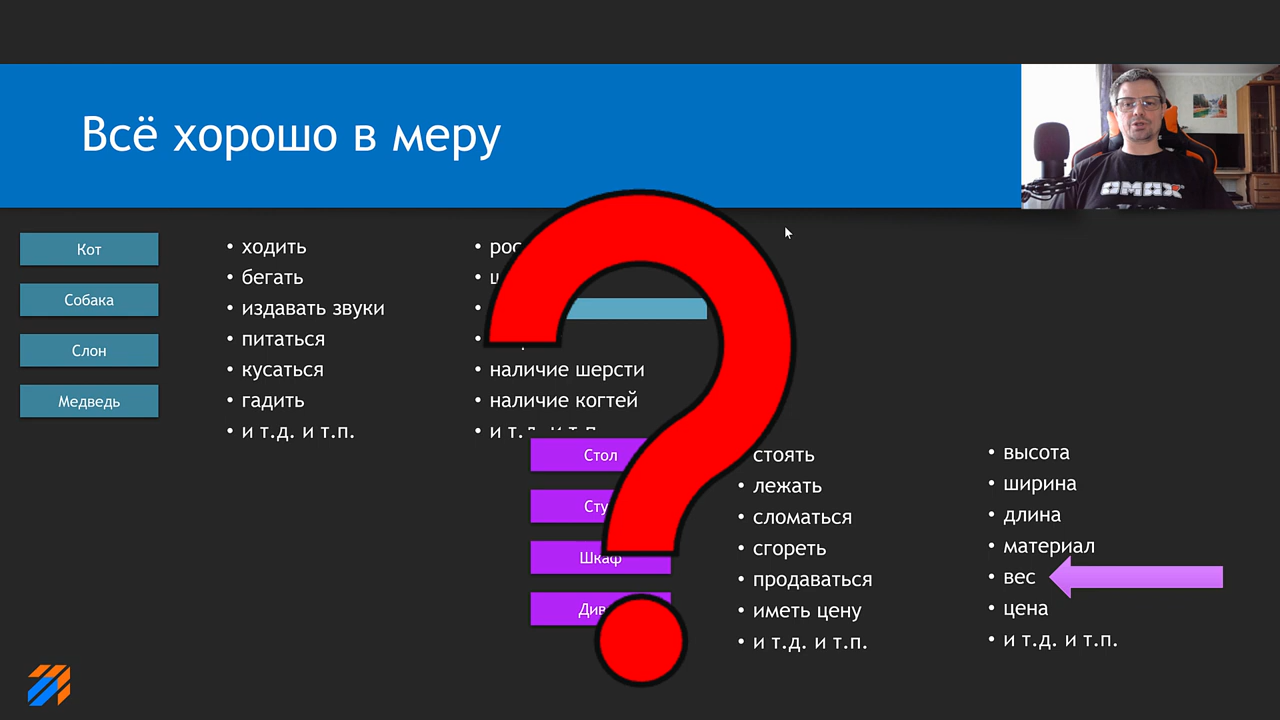 Всё хорошо в меру
OMAX
Кот
Собака
Слон
Медведь
• ходить
• бегать
• издавать звуки
• питаться
• кусаться
• гадить
• и т.д. и т.п.
• наличие шерсти
• наличие когтей
• и т.д. и т.п.
Стол
Шкаф
стоять
• лежать
• сломаться
• сгореть
• продаваться
• иметь цену
• и т.д. и т.п.
• высота
• ширина
• длина
• материал
• вес
• цена
• и т.д. и т.п.